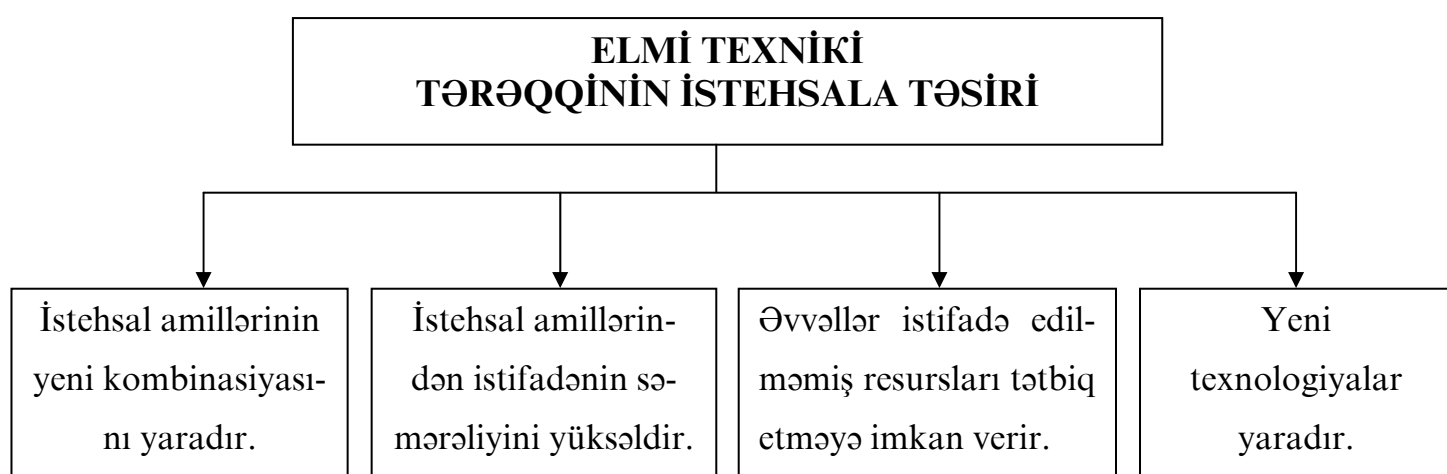 ELMİ TEXNİKİ
TƏRƏQQİNİN İSTEHSALA TƏSİRİ
İstehsal amillərinin
yeni kombinasiyası-
nı yaradır.
İstehsal amillərin-
dən istifadənin sə-
mərəliyini yüksəldir.
Əvvəllər istifadə edil-
məmiş resursları tətbiq
etməyə imkan verir.
Yeni
texnologiyalar
yaradır.